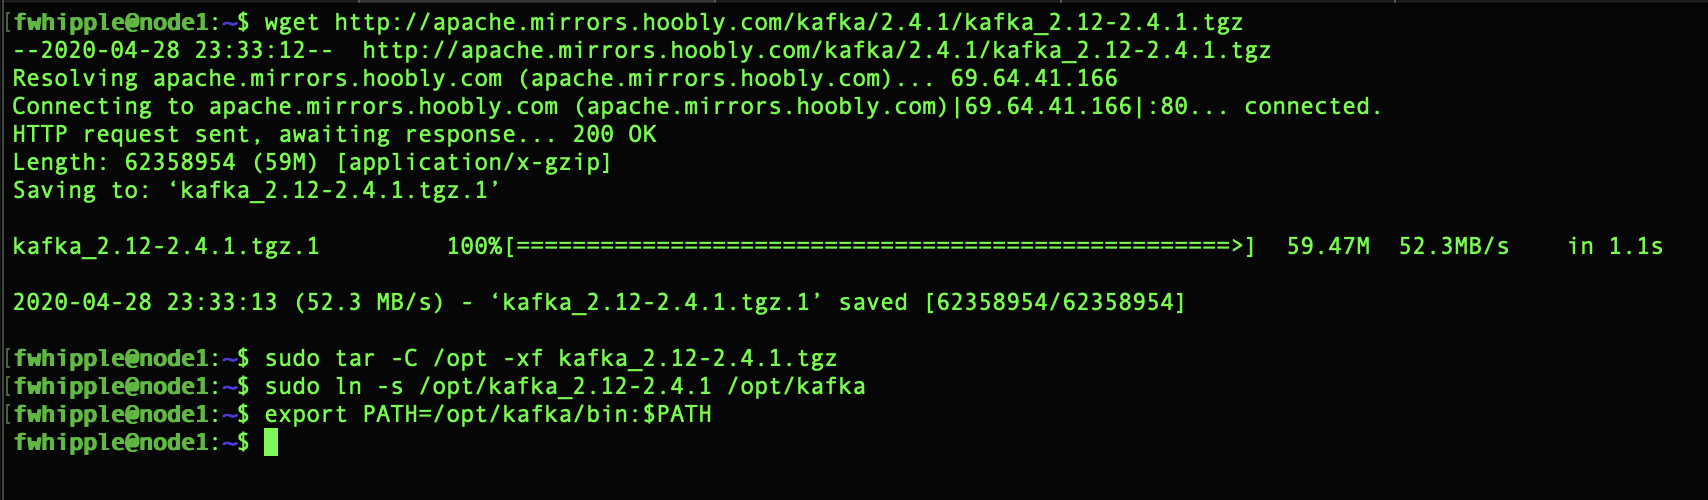 [fwhipple@node1:~$ wget http://apache.mirrors.hoobly.com/kafka/2.4.1/kafka_2.12-2.4.1.tgz
--2020-04-28 23:33:12--  http://apache.mirrors.hoobly.com/kafka/2.4.1/kafka_2.12-2.4.1.tgz
Resolving apache.mirrors.hoobly.com (apache.mirrors.hoobly.com)... 69.64.41.166
Connecting to apache.mirrors.hoobly.com (apache.mirrors.hoobly.com)|69.64.41.166|:80... connected.
HTTP request sent, awaiting response... 200 OK
Length: 62358954 (59M) [application/x-gzip]
Saving to: ‘kafka_2.12-2.4.1.tgz.1’
kafka_2.12-2.4.1.tgz.1         100%[===================================================>]  59.47M  52.3MB/s    in 1.1s
2020-04-28 23:33:13 (52.3 MB/s) - ‘kafka_2.12-2.4.1.tgz.1’ saved [62358954/62358954]
[fwhipple@node1:~$ sudo tar -C /opt -xf kafka_2.12-2.4.1.tgz
[fwhipple@node1:~$ sudo ln -s /opt/kafka_2.12-2.4.1 /opt/kafka
[fwhipple@node1:~$ export PATH=/opt/kafka/bin:$PATH
fwhipple@node1:~$